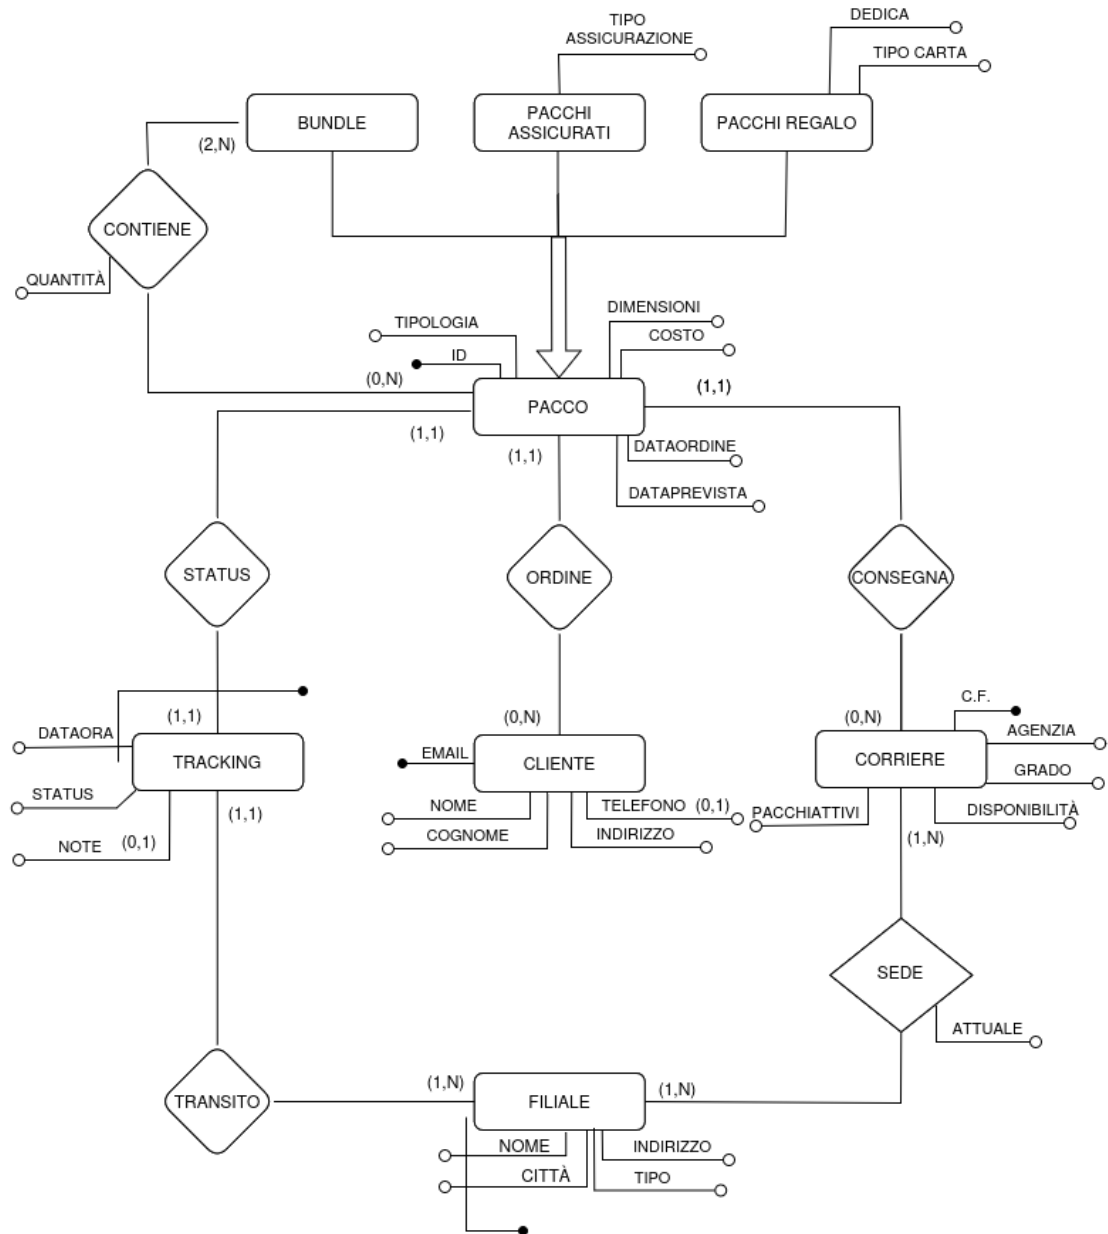 DEDICA
TIPO
ASSICURAZIONE
TIPO CARTA
BUNDLE
PACCHI
ASSICURATI
PACCHI REGALO
(2,N)
CONTIENE
QUANTITÀ
DIMENSIONI
TIPOLOGIA
COSTO
ID
(0,N)
(1,1)
PACCO
(1,1)
(1,1)
DATAORDINE
DATAPREVISTA
STATUS
ORDINE
CONSEGNA
C.F.
(1,1)
(0,N)
(0,N)
DATAORA
AGENZIA
EMAIL
TRACKING
CLIENTE
CORRIERE
GRADO
STATUS
NOME
TELEFONO (0,1)
PACCHIATTIVI
DISPONIBILITÀ
(1,1)
COGNOME
INDIRIZZO
(1,N)
NOTE
(0,1)
SEDE
ATTUALE
(1,N)
(1,N)
TRANSITO
FILIALE
NOME
INDIRIZZO
CITTÀ
TIPO